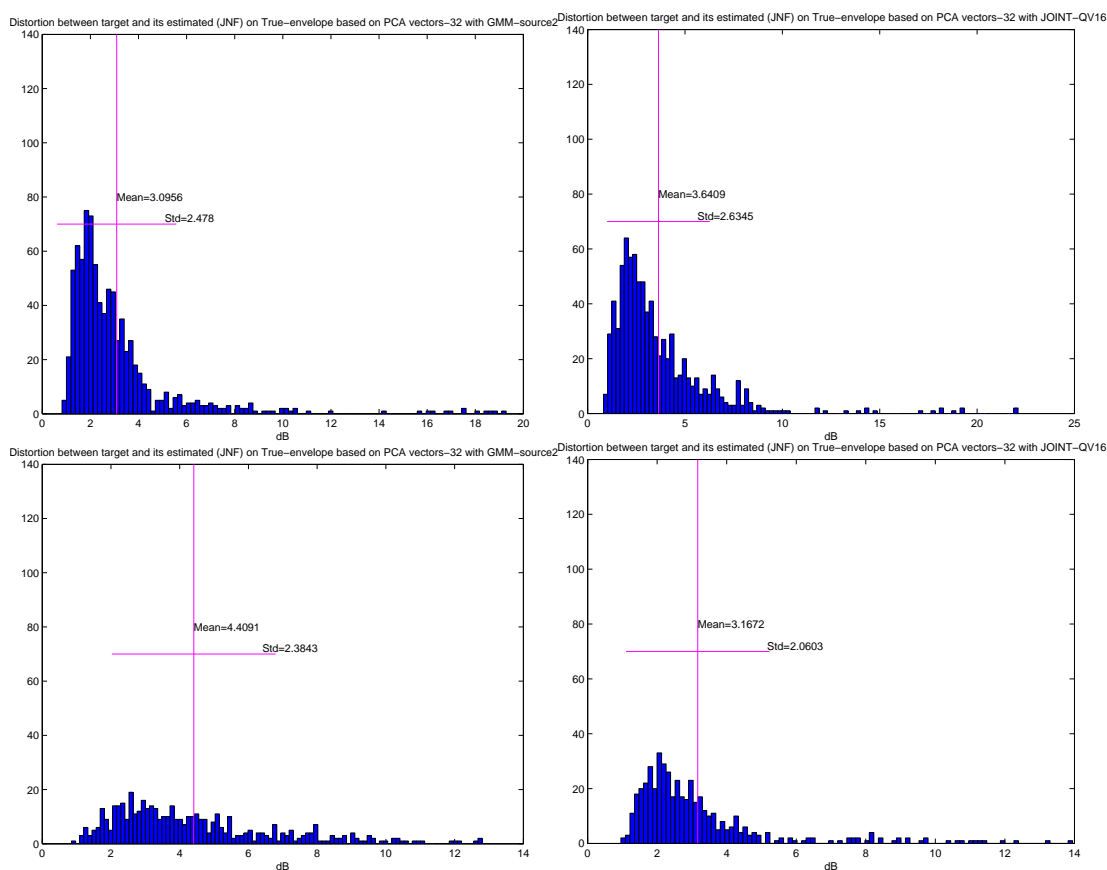 Distortion between target and its estimated (JNF) on True−envelope based on PCA vectors−32 with GMM−source2
140
120
100
80
60
40
20
0
Mean=3.0956
Std=2.478
0 2 4 6 8 10 12 14 16 18 20
dB
Distortion between target and its estimated (JNF) on True−envelope based on PCA vectors−32 with JOINT−QV16
140
120
100
80
60
40
20
0
Mean=3.6409
Std=2.6345
0 5 10 15 20 25
dB
Distortion between target and its estimated (JNF) on True−envelope based on PCA vectors−32 with GMM−source2
140
120
100
80
60
40
20
0
Mean=4.4091
Std=2.3843
0 2 4 6 8 10 12 14
dB
Distortion between target and its estimated (JNF) on True−envelope based on PCA vectors−32 with JOINT−QV16
140
120
100
80
60
40
20
0
Mean=3.1672
Std=2.0603
0 2 4 6 8 10 12 14
dB